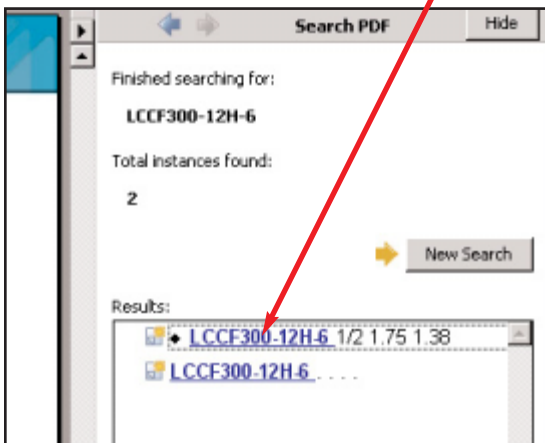 Search PDF Hide
Finished searching for:
LCCF300-12H-6
Total instances found:
2
New Search
Results:
◆ LCCF300-12H-6 1/2 1.75 1.38
LCCF300-12H-6 . . . .